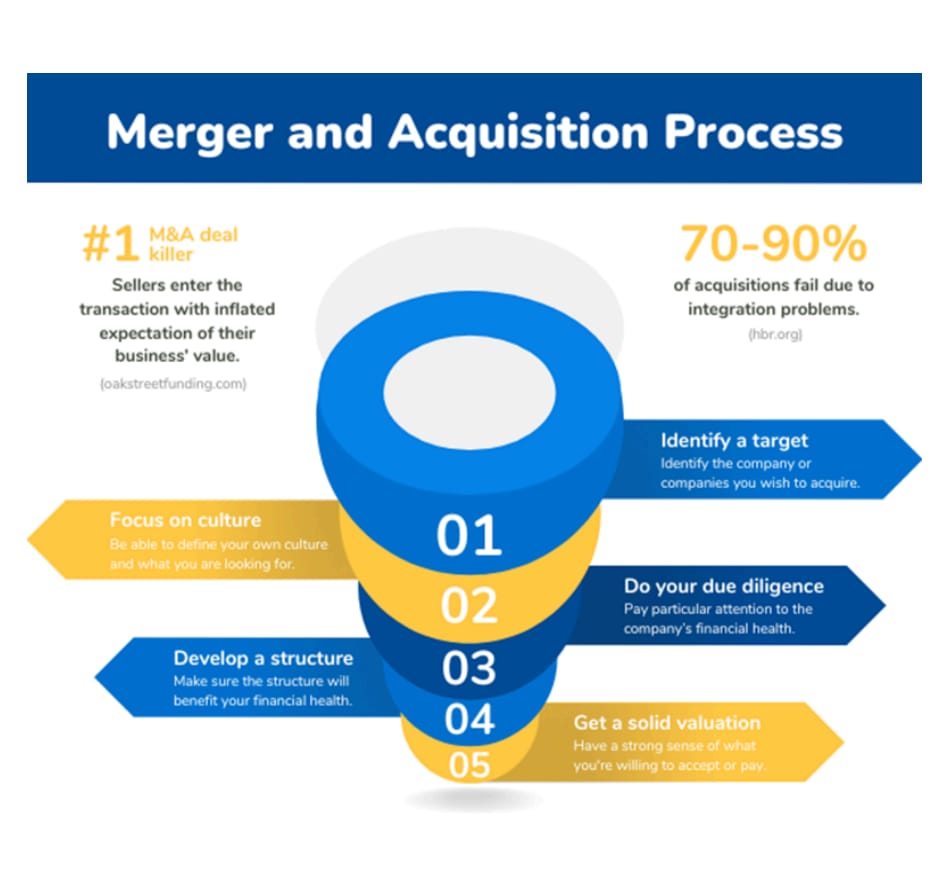 Merger and Acquisition Process
#1 M&A deal
killer
Sellers enter the
transaction with inflated
expectation of their
business' value.
(oakstreetfunding.com)
70-90%
of acquisitions fail due to
integration problems.
(hbr.org)
01
Identify a target
Identify the company or
companies you wish to acquire.
02
Focus on culture
Be able to define your own culture
and what you are looking for.
03
Do your due diligence
Pay particular attention to the
company's financial health.
04
Develop a structure
Make sure the structure will
benefit your financial health.
05
Get a solid valuation
Have a strong sense of what
you're willing to accept or pay.